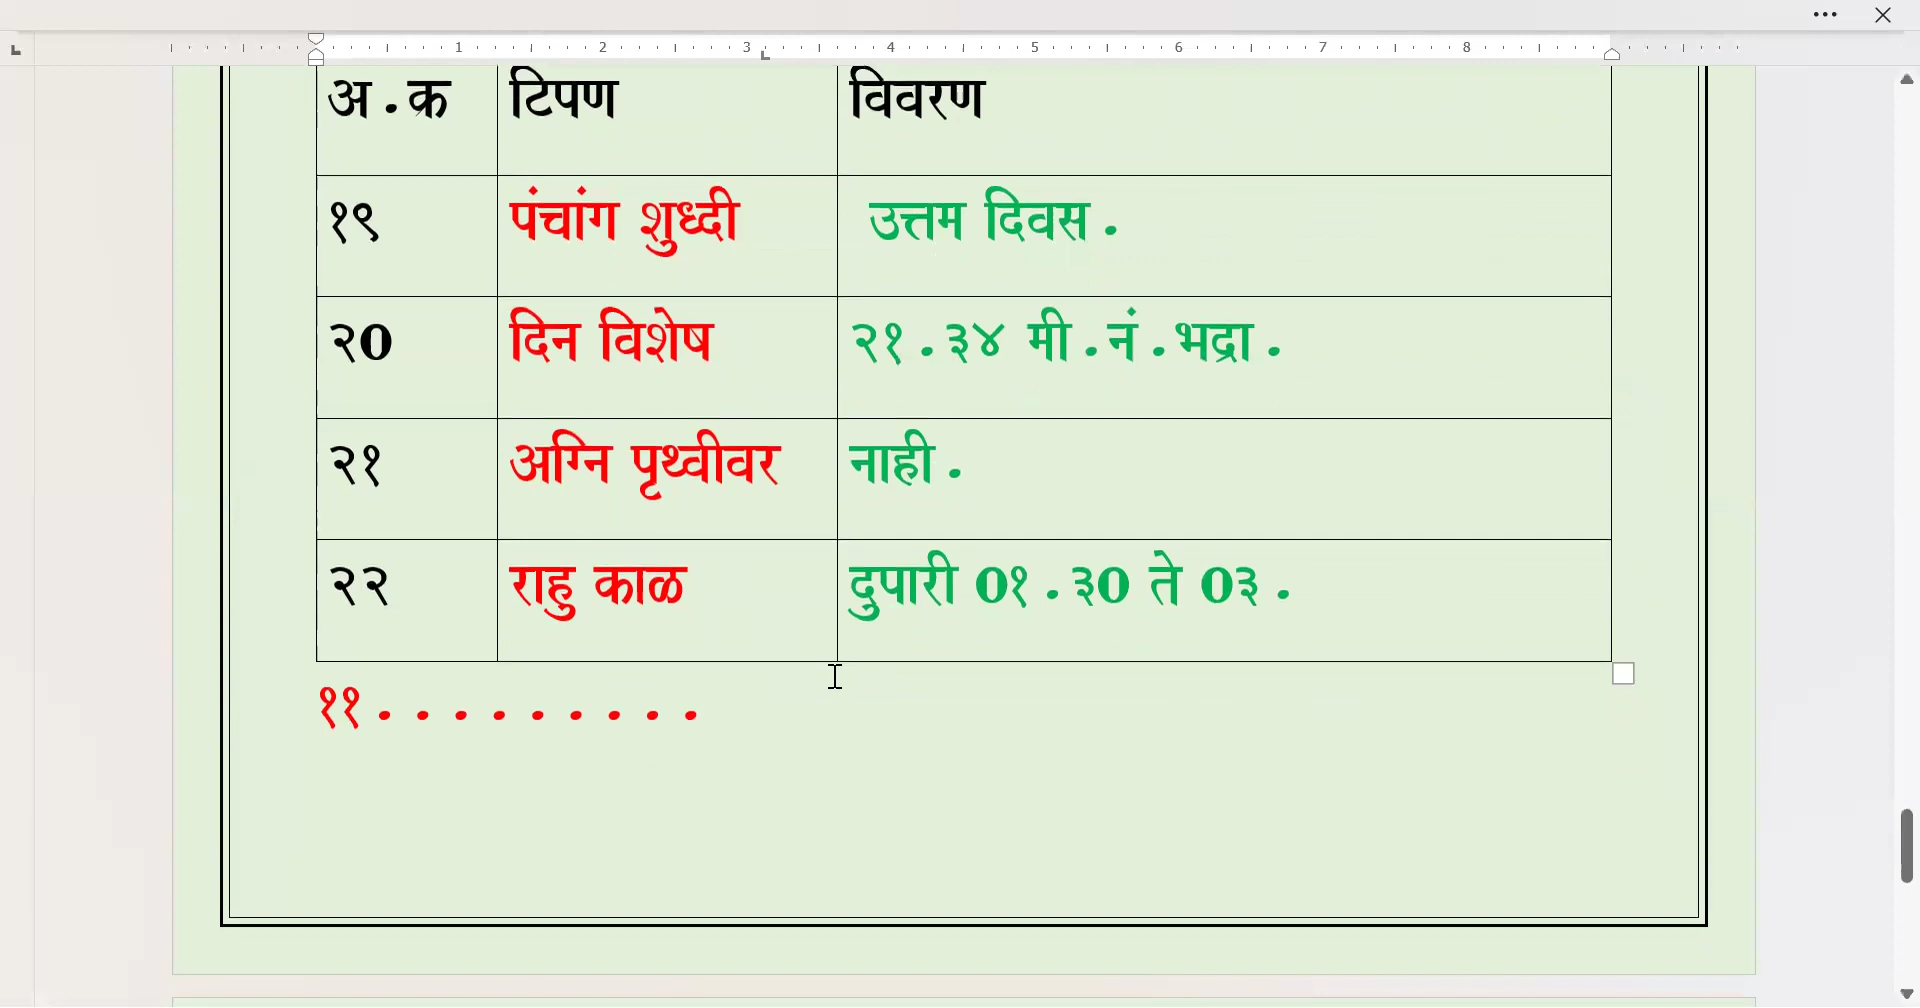 1 2 3 4 5 6 7 8
अ.क्र टिपण विवरण
१९ पंचांग शुध्दी उत्तम दिवस.
२0 दिन विशेष २१.३४ मी.नं.भद्रा.
२१ अग्नि पृथ्वीवर नाही.
२२ राहु काळ दुपारी 0१.३0 ते 0३.
११.........